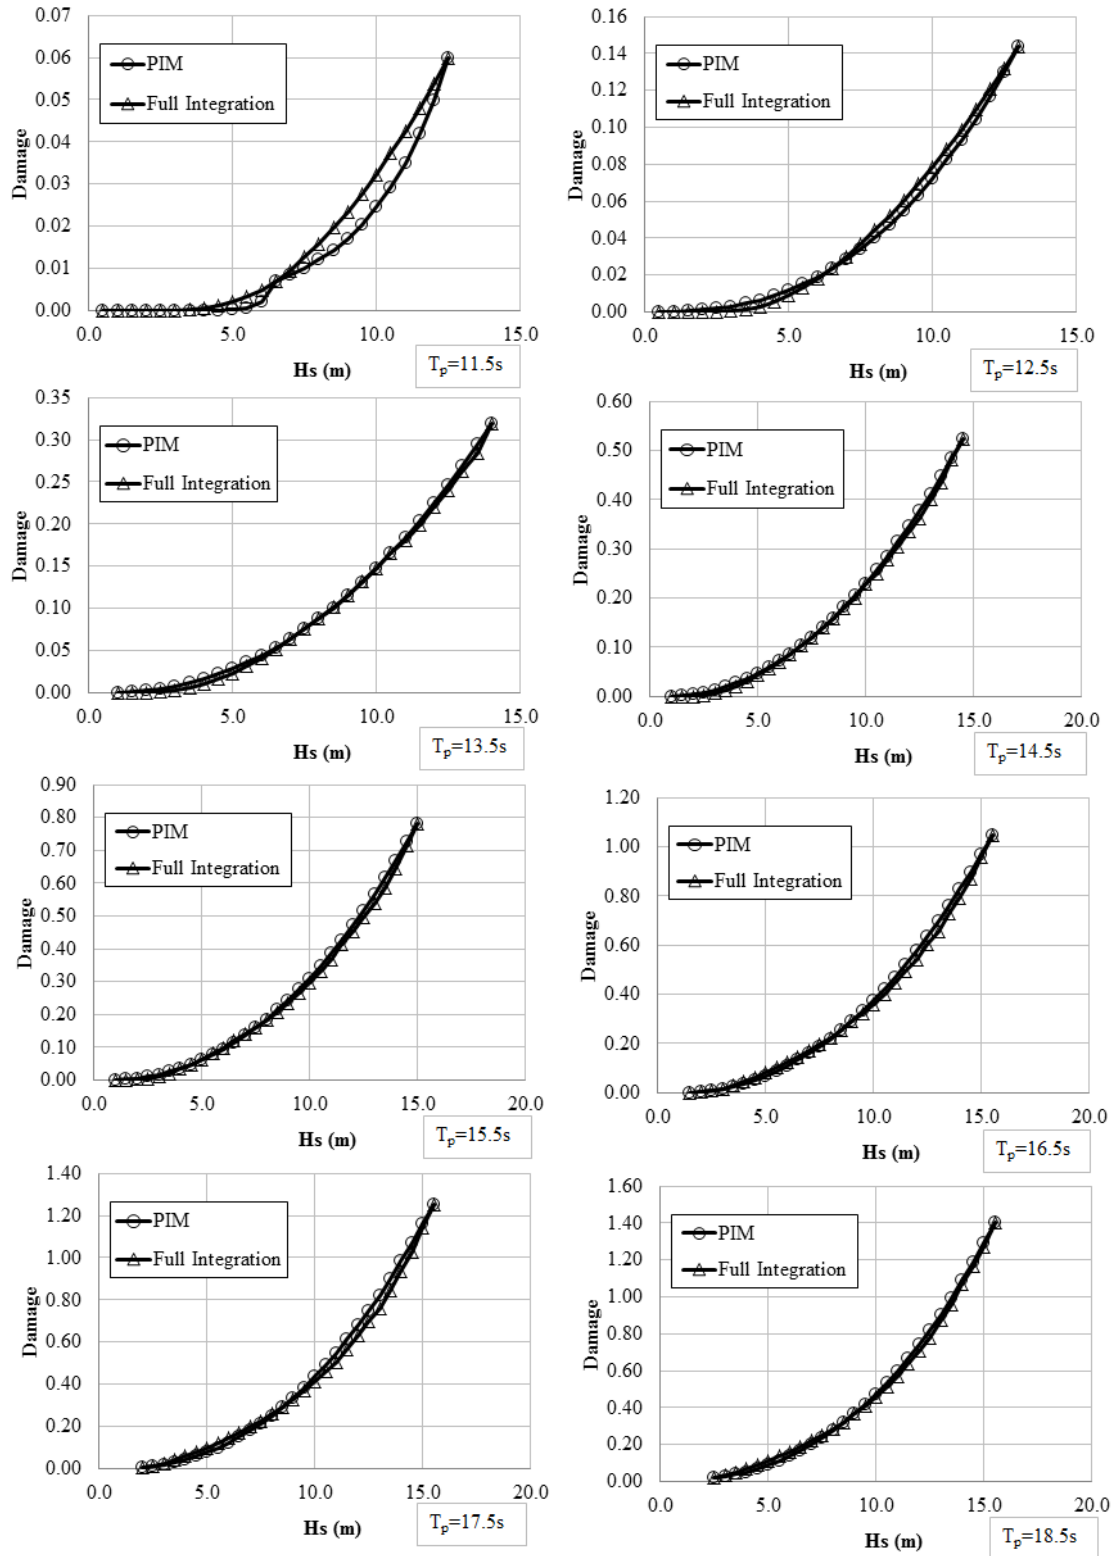 0.07
0.06
0.05
0.04
0.03
0.02
0.01
0.00
Damage
PIM
Full Integration
0.0 5.0 10.0 15.0
Hs (m)
Tp=11.5s
0.16
0.14
0.12
0.10
0.08
0.06
0.04
0.02
0.00
Damage
PIM
Full Integration
0.0 5.0 10.0 15.0
Hs (m)
Tp=12.5s
0.35
0.30
0.25
0.20
0.15
0.10
0.05
0.00
Damage
PIM
Full Integration
0.0 5.0 10.0 15.0
Hs (m)
Tp=13.5s
0.60
0.50
0.40
0.30
0.20
0.10
0.00
Damage
PIM
Full Integration
0.0 5.0 10.0 15.0 20.0
Hs (m)
Tp=14.5s
0.90
0.80
0.70
0.60
0.50
0.40
0.30
0.20
0.10
0.00
Damage
PIM
Full Integration
0.0 5.0 10.0 15.0 20.0
Hs (m)
Tp=15.5s
1.20
1.00
0.80
0.60
0.40
0.20
0.00
Damage
PIM
Full Integration
0.0 5.0 10.0 15.0 20.0
Hs (m)
Tp=16.5s
1.40
1.20
1.00
0.80
0.60
0.40
0.20
0.00
Damage
PIM
Full Integration
0.0 5.0 10.0 15.0 20.0
Hs (m)
Tp=17.5s
1.60
1.40
1.20
1.00
0.80
0.60
0.40
0.20
0.00
Damage
PIM
Full Integration
0.0 5.0 10.0 15.0 20.0
Hs (m)
Tp=18.5s